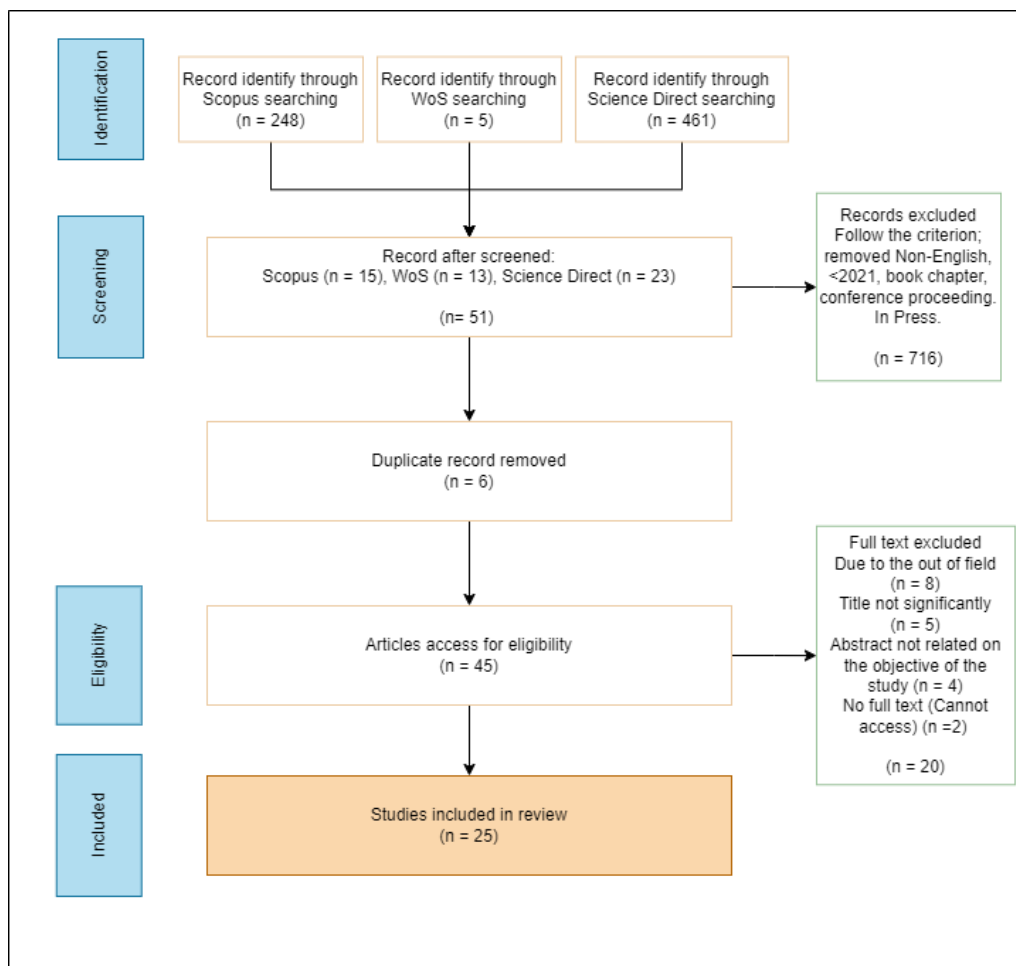 Identification
Record identify through
Scopus searching
(n = 248)
Record identify through
WoS searching
(n = 5)
Record identify through
Science Direct searching
(n = 461)
Screening
Record after screened:
Scopus (n = 15), WoS (n = 13), Science Direct (n = 23)
(n= 51)
Records excluded
Follow the criterion;
removed Non-English,
<2021, book chapter,
conference proceeding.
In Press.
(n = 716)
Duplicate record removed
(n = 6)
Eligibility
Articles access for eligibility
(n = 45)
Full text excluded
Due to the out of field
(n = 8)
Title not significantly
(n = 5)
Abstract not related on
the objective of the
study (n = 4)
No full text (Cannot
access) (n =2)
(n = 20)
Included
Studies included in review
(n = 25)